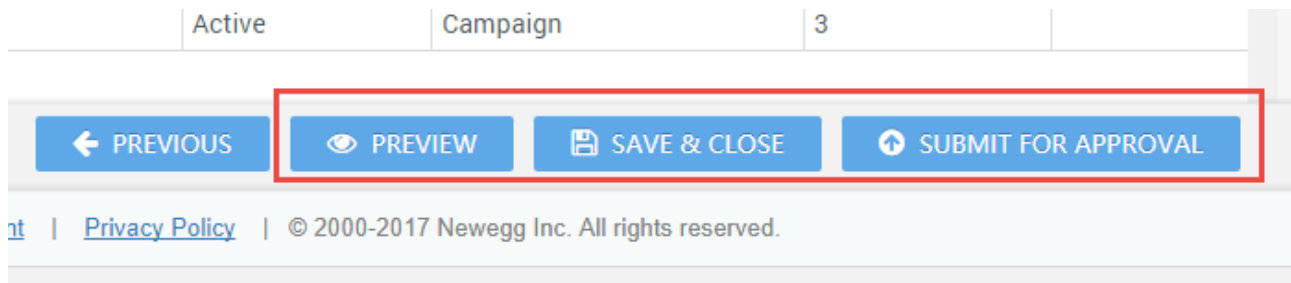 Active Campaign 3
PREVIOUS PREVIEW SAVE & CLOSE SUBMIT FOR APPROVAL
nt | Privacy Policy | © 2000-2017 Newegg Inc. All rights reserved.